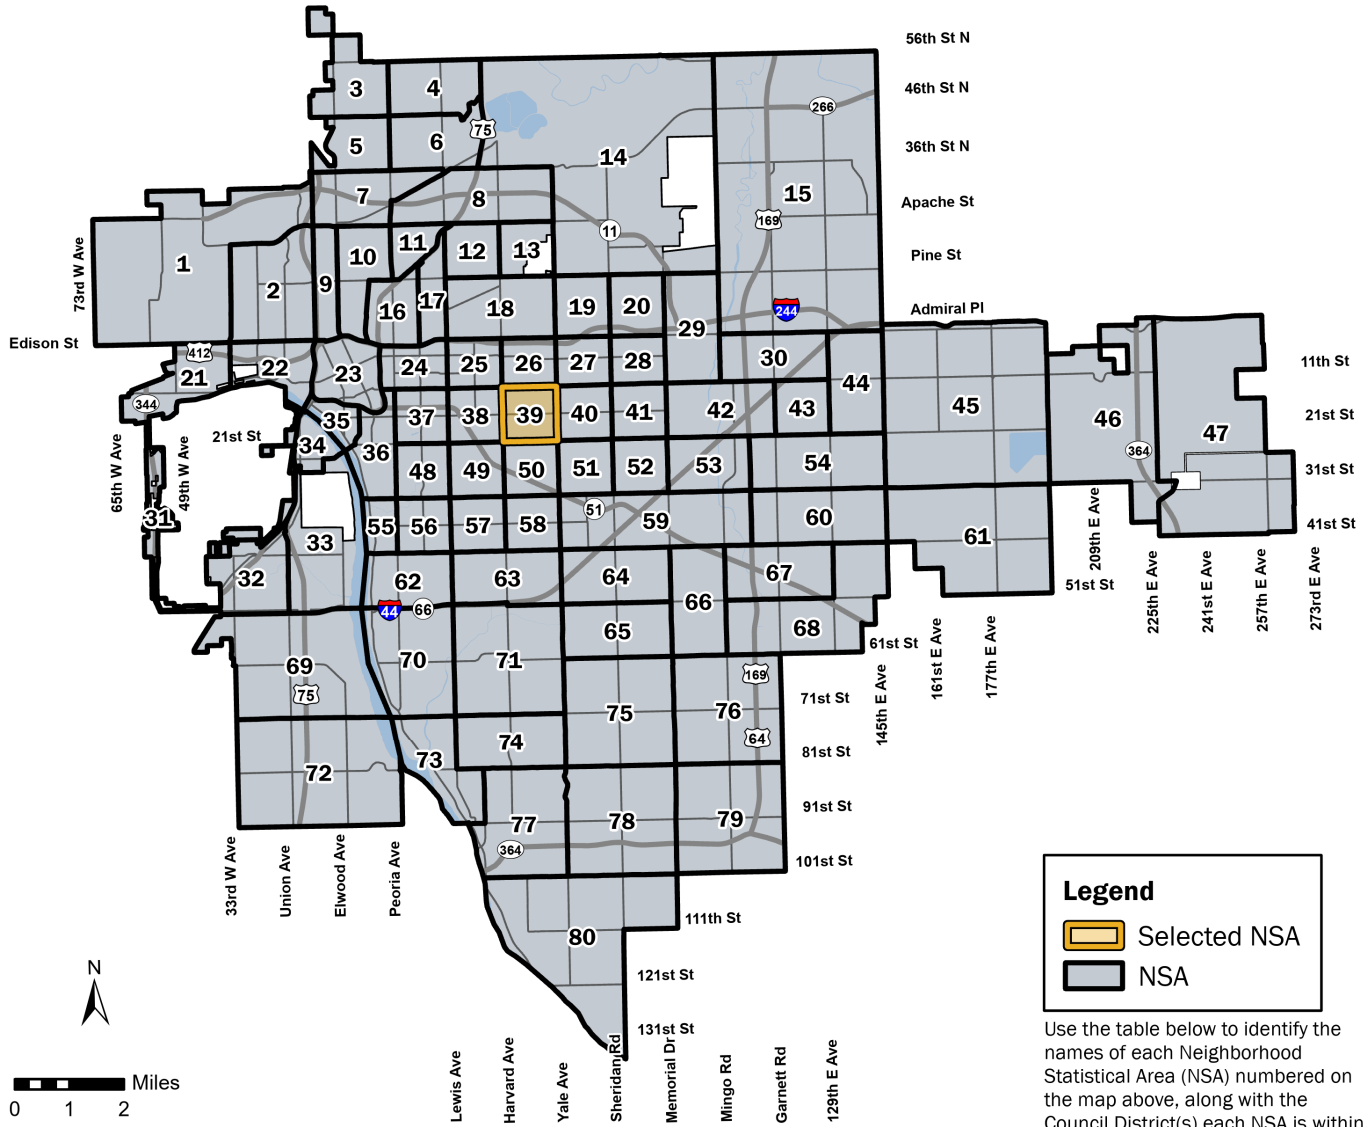 56th St N
46th St N
36th St N
Apache St
Pine St
Admiral Pl
11th St
21st St
31st St
41st St
51st St
61st St
71st St
81st St
91st St
101st St
111th St
121st St
131st St
Edison St
21st St
73rd W Ave
65th W Ave
49th W Ave
33rd W Ave
Union Ave
Elwood Ave
Peoria Ave
Lewis Ave
Harvard Ave
Yale Ave
Sheridan Rd
Memorial Dr
Mingo Rd
Garnett Rd
129th E Ave
145th E Ave
161st E Ave
177th E Ave
209th E Ave
225th E Ave
241st E Ave
257th E Ave
273rd E Ave
3 4
75
266
5 6
14
7 8
15
169
11
1 2 9 10 11 12 13
16 17 18 19 20
244
29
412
21 22 23 24 25 26 27 28 30
44
344
34 35 36 37 38 39 40 41 42 43 45 46 47
364
48 49 50 51 52 53 54
31
51
33 55 56 57 58 59 60 61
32 62 63 64 67
44 66
66
65 68
69 70 71
169
75
75 76
64
74
72 73
77 78 79
364
80
N
Miles
0 1 2
Legend
Selected NSA
NSA
Use the table below to identify the
names of each Neighborhood
Statistical Area (NSA) numbered on
the map above, along with the
Council District(s) each NSA is within